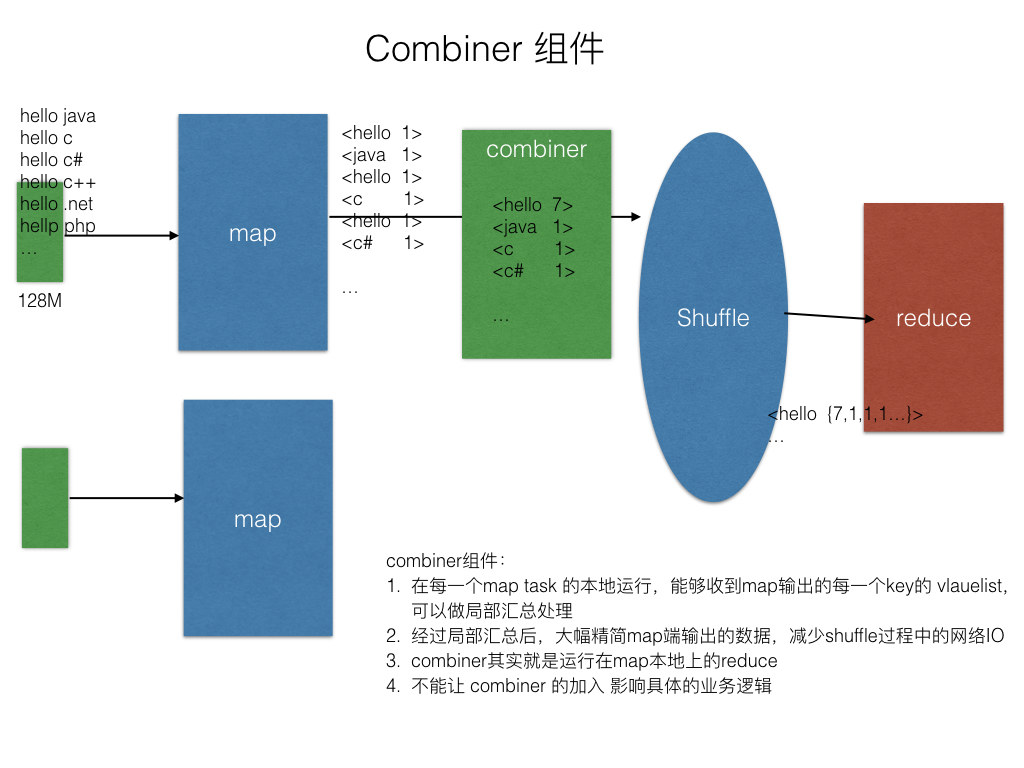 Combiner 组件
hello java
hello c
hello c#
hello c++
hello .net
hellp php
...
128M
map
<hello 1>
<java 1>
<hello 1>
<c 1>
<hello 1>
<c# 1>
...
combiner
<hello 7>
<java 1>
<c 1>
<c# 1>
...
Shuffle
reduce
<hello {7,1,1,1...}>
...
map
combiner组件：
1. 在每一个map task 的本地运行，能够收到map输出的每一个key的 vlauelist,
可以做局部汇总处理
2. 经过局部汇总后，大幅精简map端输出的数据，减少shuffle过程中的网络IO
3. combiner其实就是运行在map本地上的reduce
4. 不能让 combiner 的加入 影响具体的业务逻辑